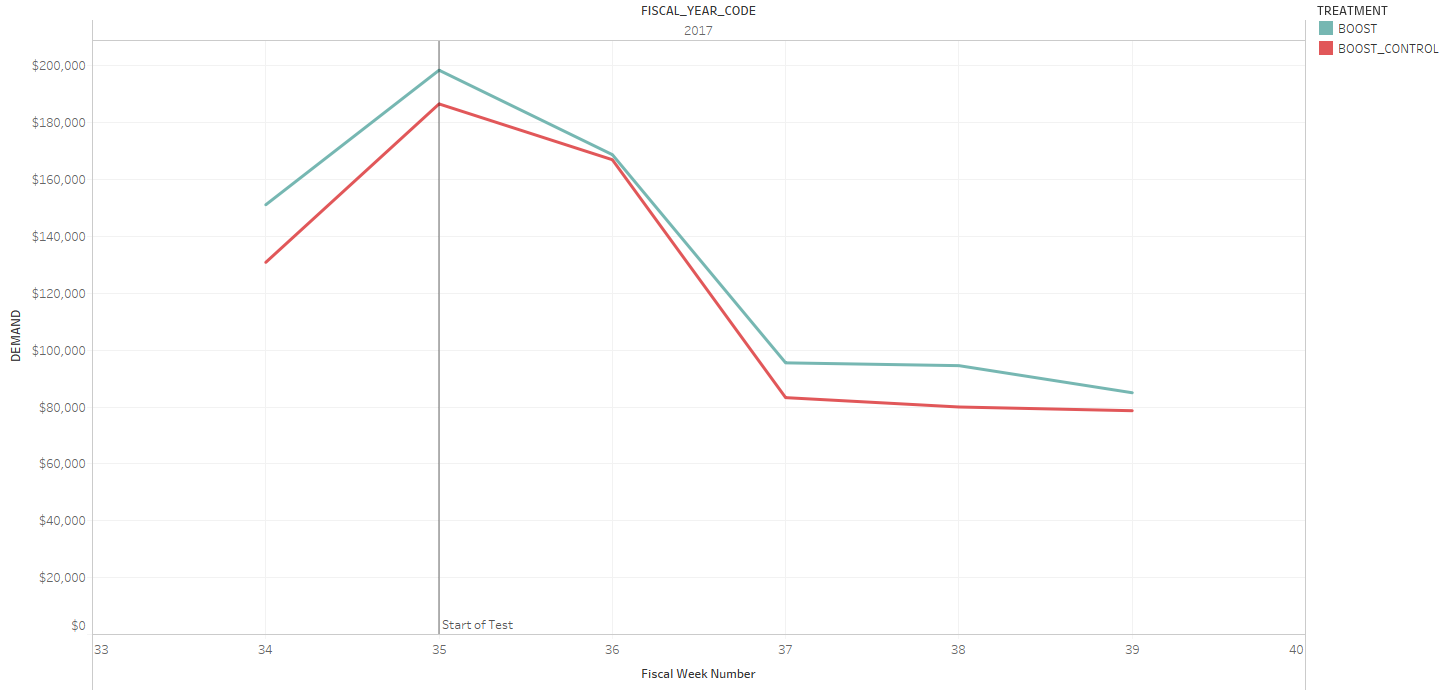 FISCAL_YEAR_CODE
2017
TREATMENT
BOOST
BOOST_CONTROL
DEMAND
$200,000
$180,000
$160,000
$140,000
$120,000
$100,000
$80,000
$60,000
$40,000
$20,000
$0
Start of Test
33 34 35 36 37 38 39 40
Fiscal Week Number